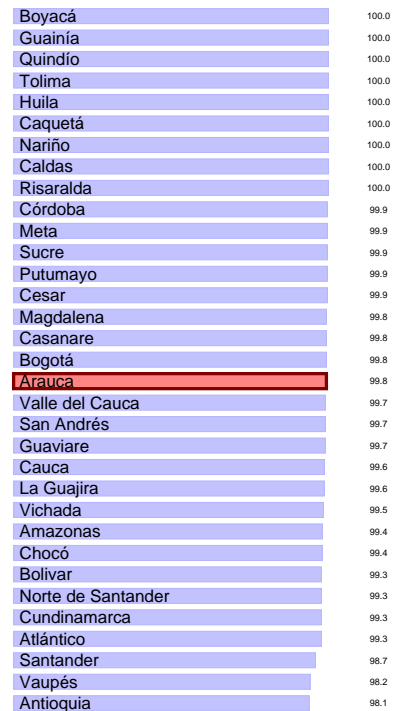 Boyacá 100.0
Guainía 100.0
Quindío 100.0
Tolima 100.0
Huila 100.0
Caquetá 100.0
Nariño 100.0
Caldas 100.0
Risaralda 100.0
Córdoba 99.9
Meta 99.9
Sucre 99.9
Putumayo 99.9
Cesar 99.9
Magdalena 99.8
Casanare 99.8
Bogotá 99.8
Arauca 99.8
Valle del Cauca 99.7
San Andrés 99.7
Guaviare 99.7
Cauca 99.6
La Guajira 99.6
Vichada 99.5
Amazonas 99.4
Chocó 99.4
Bolivar 99.3
Norte de Santander 99.3
Cundinamarca 99.3
Atlántico 99.3
Santander 98.7
Vaupés 98.2
Antioquia 98.1